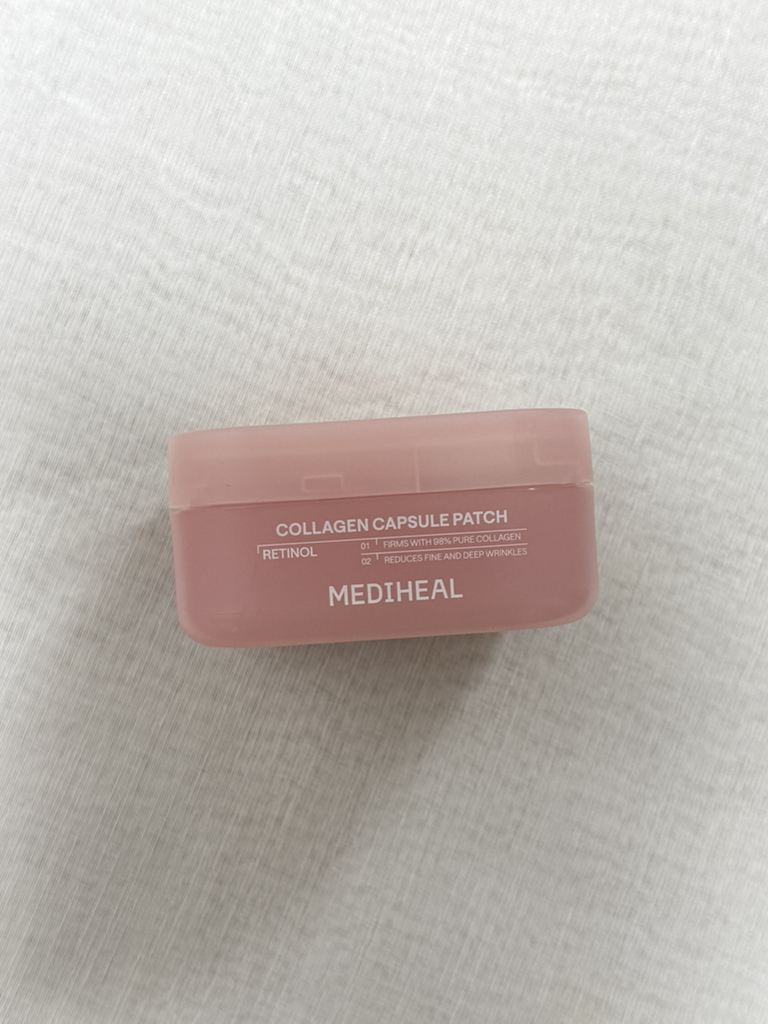 COLLAGEN CAPSULE PATCH
RETINOL
01 FIRMS WITH 98% PURE COLLAGEN
02 REDUCES FINE AND DEEP WRINKLES
MEDIHEAL